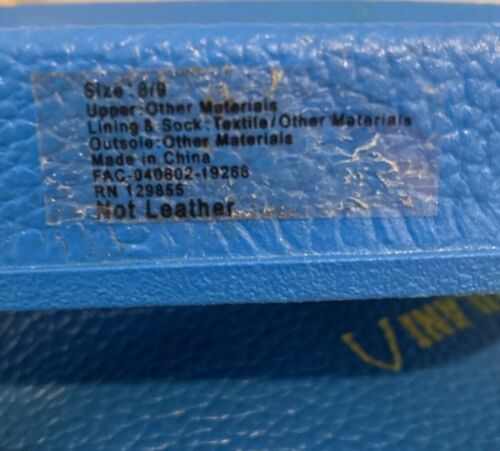 Size : 8/9
Upper: Other Materials
Lining & Sock: Textile/Other Materials
Outsole: Other Materials
Made in China
FAC-040802-19268
RN 129855
Not Leather